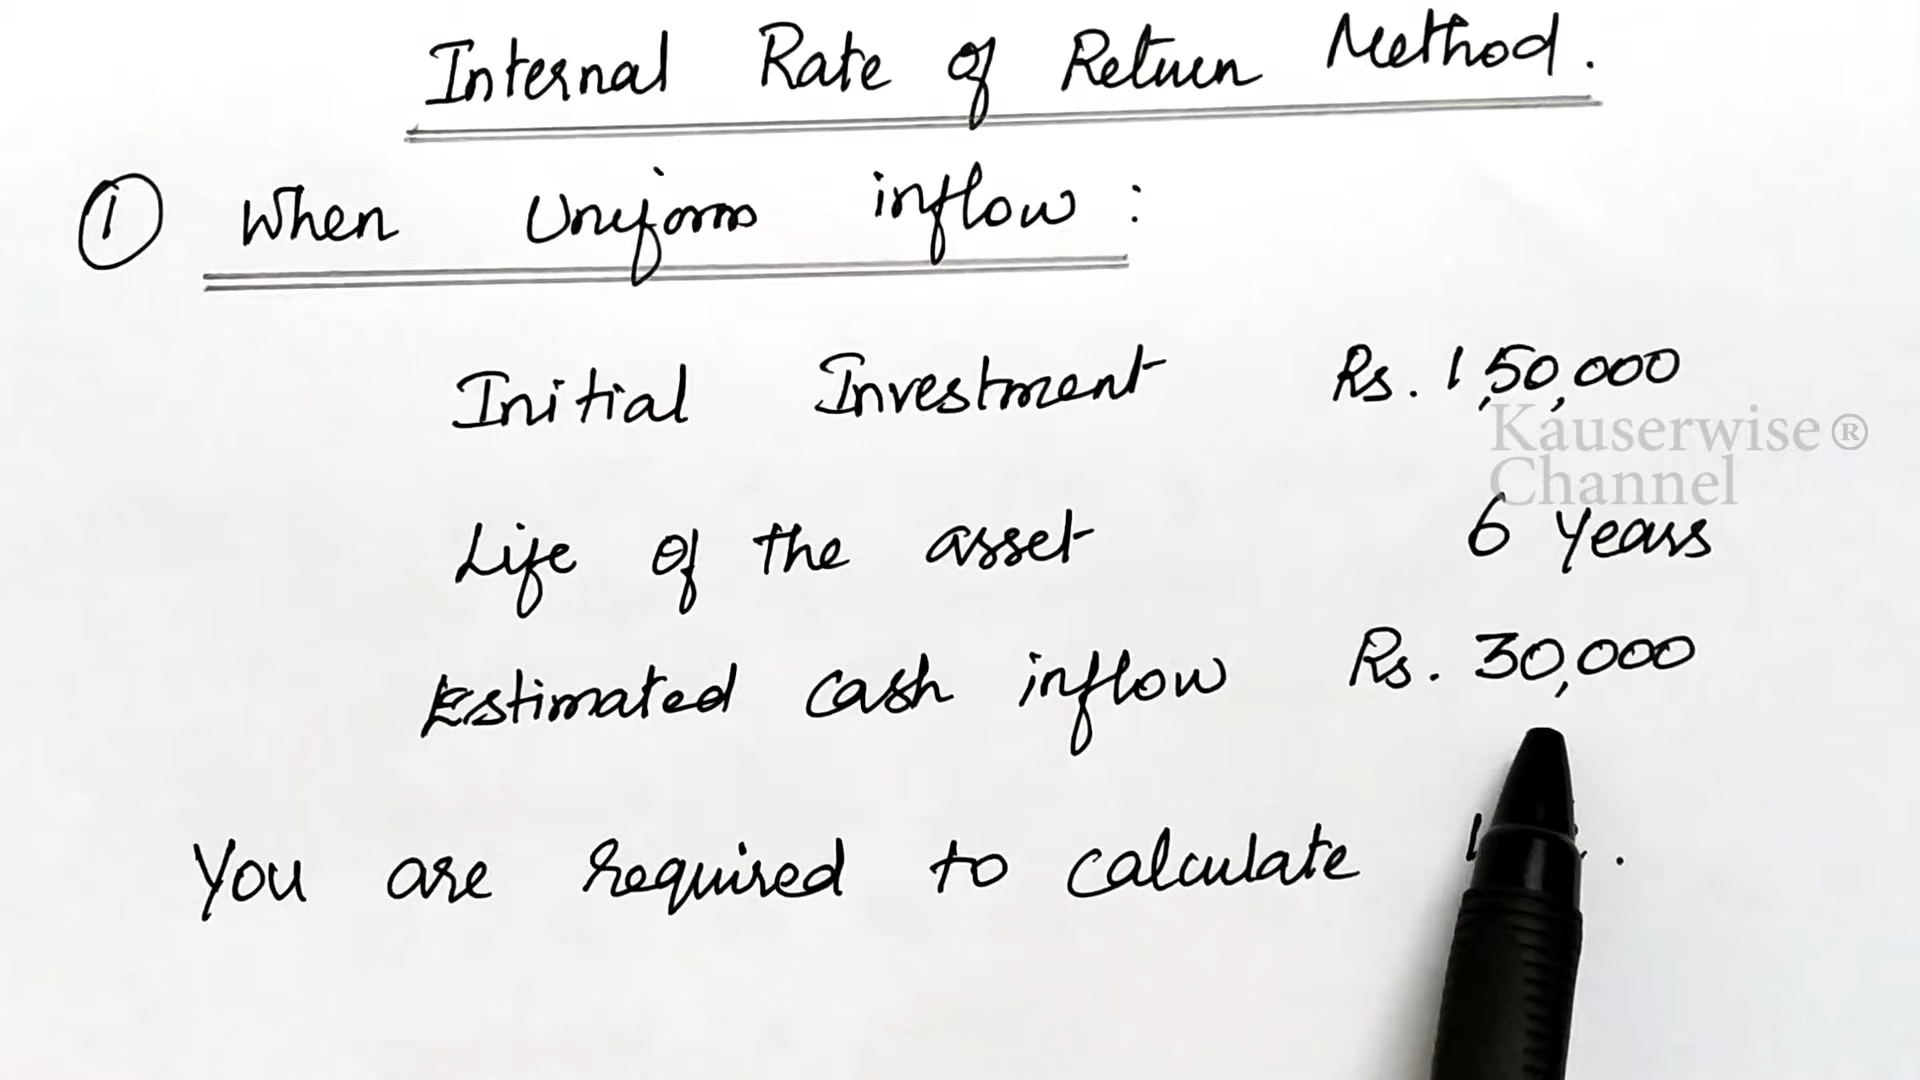 Internal Rate of Return Method.
① When Uniform inflow :
Initial Investment Rs. 1,50,000
Kauserwise®
Channel
Life of the asset 6 Years
Estimated cash inflow Rs. 30,000
You are required to calculate